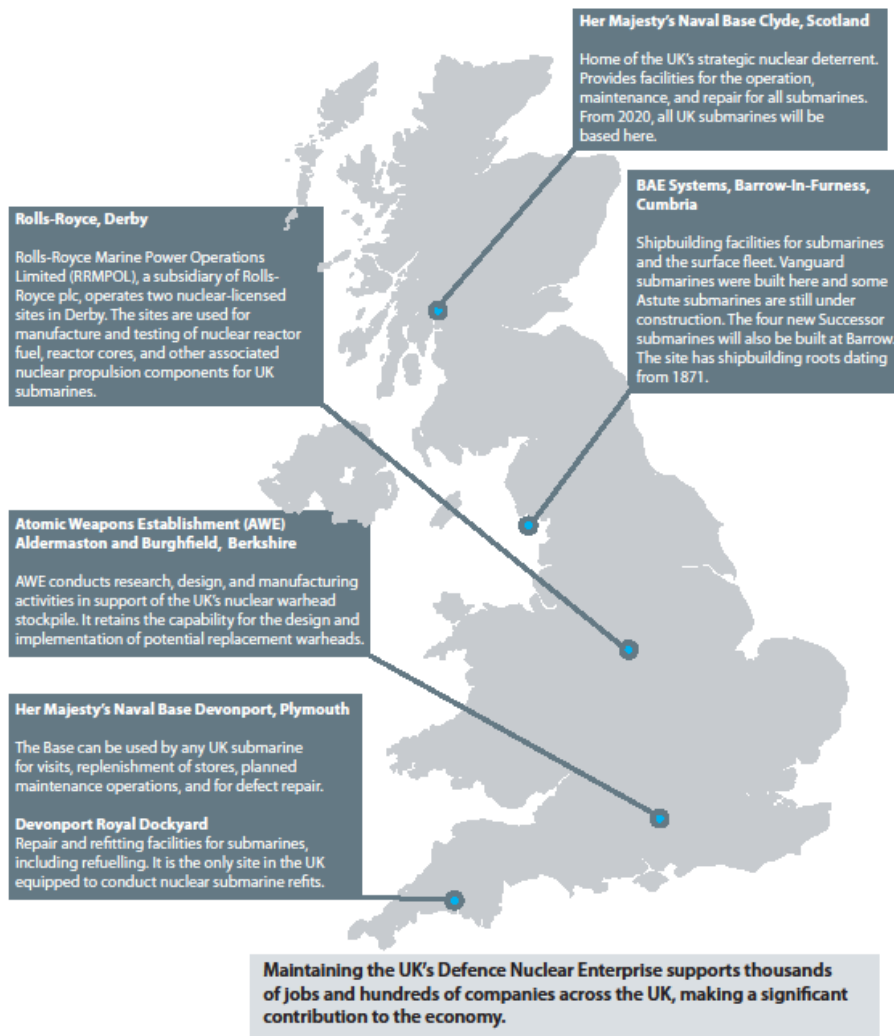 Her Majesty's Naval Base Clyde, Scotland
Home of the UK's strategic nuclear deterrent.
Provides facilities for the operation,
maintenance, and repair for all submarines.
From 2020, all UK submarines will be
based here.
BAE Systems, Barrow-In-Furness,
Cumbria
Shipbuilding facilities for submarines
and the surface fleet. Vanguard
submarines were built here and some
Astute submarines are still under
construction. The four new Successor
submarines will also be built at Barrow.
The site has shipbuilding roots dating
from 1871.
Rolls-Royce, Derby
Rolls-Royce Marine Power Operations
Limited (RRMPOL), a subsidiary of Rolls-
Royce plc, operates two nuclear-licensed
sites in Derby. The sites are used for
manufacture and testing of nuclear reactor
fuel, reactor cores, and other associated
nuclear propulsion components for UK
submarines.
Atomic Weapons Establishment (AWE)
Aldermaston and Burghfield, Berkshire
AWE conducts research, design, and manufacturing
activities in support of the UK's nuclear warhead
stockpile. It retains the capability for the design and
implementation of potential replacement warheads.
Her Majesty's Naval Base Devonport, Plymouth
The Base can be used by any UK submarine
for visits, replenishment of stores, planned
maintenance operations, and for defect repair.
Devonport Royal Dockyard
Repair and refitting facilities for submarines,
including refuelling. It is the only site in the UK
equipped to conduct nuclear submarine refits.
Maintaining the UK's Defence Nuclear Enterprise supports thousands
of jobs and hundreds of companies across the UK, making a significant
contribution to the economy.